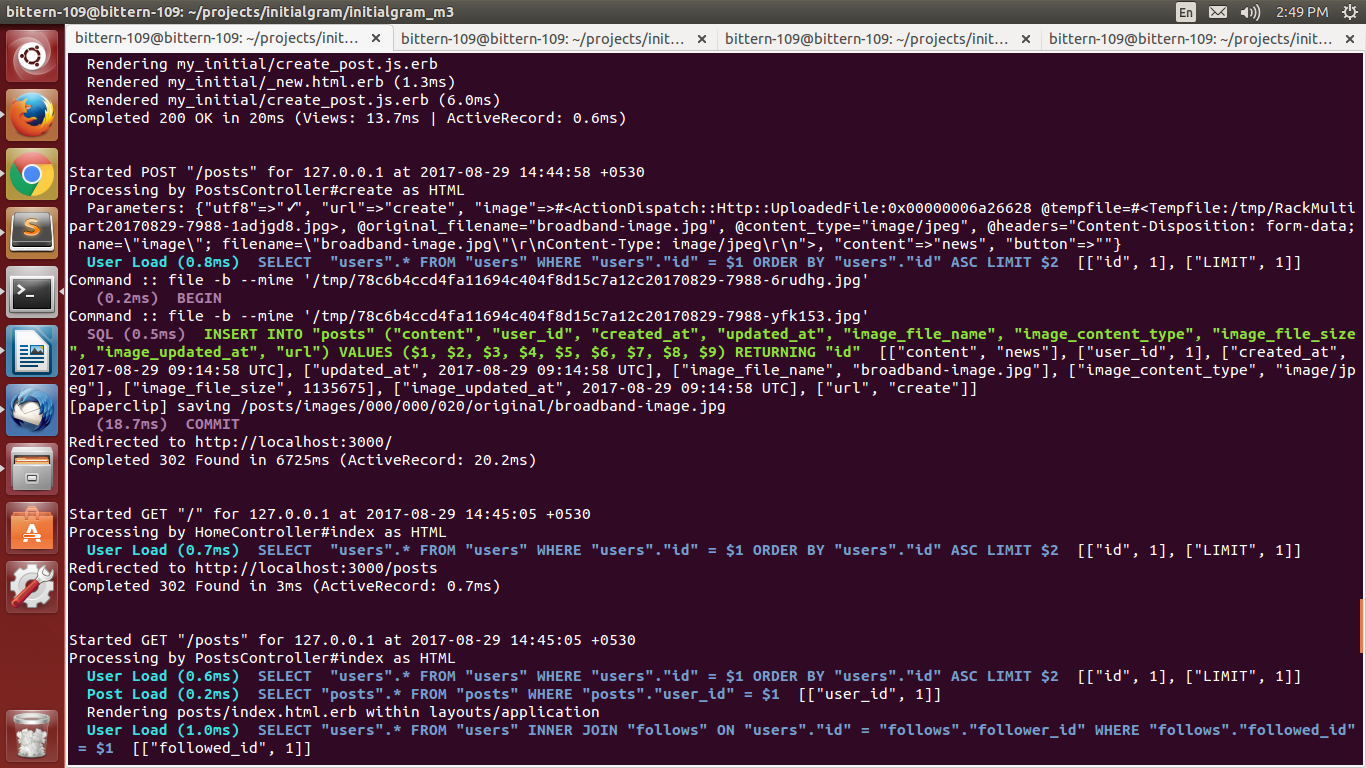 bittern-109@bittern-109: ~/projects/initialgram/initialgram_m3
En
2:49 PM
bittern-109@bittern-109: ~/projects/init... ×
bittern-109@bittern-109: ~/projects/init... ×
bittern-109@bittern-109: ~/projects/init... ×
bittern-109@bittern-109: ~/projects/init... ×
Rendering my_initial/create_post.js.erb
Rendered my_initial/_new.html.erb (1.3ms)
Rendered my_initial/create_post.js.erb (6.0ms)
Completed 200 OK in 20ms (Views: 13.7ms | ActiveRecord: 0.6ms)
Started POST "/posts" for 127.0.0.1 at 2017-08-29 14:44:58 +0530
Processing by PostsController#create as HTML
Parameters: {"utf8"=>"✓", "url"=>"create", "image"=>#<ActionDispatch::Http::UploadedFile:0x00000006a26628 @tempfile=#<Tempfile:/tmp/RackMulti
part20170829-7988-1adjgd8.jpg>, @original_filename="broadband-image.jpg", @content_type="image/jpeg", @headers="Content-Disposition: form-data;
name=\"image\"; filename=\"broadband-image.jpg\"\r\nContent-Type: image/jpeg\r\n">, "content"=>"news", "button"=>""}
User Load (0.8ms) SELECT "users".* FROM "users" WHERE "users"."id" = $1 ORDER BY "users"."id" ASC LIMIT $2 [["id", 1], ["LIMIT", 1]]
Command :: file -b --mime '/tmp/78c6b4ccd4fa11694c404f8d15c7a12c20170829-7988-6rudhg.jpg'
(0.2ms) BEGIN
Command :: file -b --mime '/tmp/78c6b4ccd4fa11694c404f8d15c7a12c20170829-7988-yfk153.jpg'
SQL (0.5ms) INSERT INTO "posts" ("content", "user_id", "created_at", "updated_at", "image_file_name", "image_content_type", "image_file_size
", "image_updated_at", "url") VALUES ($1, $2, $3, $4, $5, $6, $7, $8, $9) RETURNING "id" [["content", "news"], ["user_id", 1], ["created_at",
2017-08-29 09:14:58 UTC], ["updated_at", 2017-08-29 09:14:58 UTC], ["image_file_name", "broadband-image.jpg"], ["image_content_type", "image/jp
eg"], ["image_file_size", 1135675], ["image_updated_at", 2017-08-29 09:14:58 UTC], ["url", "create"]]
[paperclip] saving /posts/images/000/000/020/original/broadband-image.jpg
(18.7ms) COMMIT
Redirected to http://localhost:3000/
Completed 302 Found in 6725ms (ActiveRecord: 20.2ms)
Started GET "/" for 127.0.0.1 at 2017-08-29 14:45:05 +0530
Processing by HomeController#index as HTML
User Load (0.7ms) SELECT "users".* FROM "users" WHERE "users"."id" = $1 ORDER BY "users"."id" ASC LIMIT $2 [["id", 1], ["LIMIT", 1]]
Redirected to http://localhost:3000/posts
Completed 302 Found in 3ms (ActiveRecord: 0.7ms)
Started GET "/posts" for 127.0.0.1 at 2017-08-29 14:45:05 +0530
Processing by PostsController#index as HTML
User Load (0.6ms) SELECT "users".* FROM "users" WHERE "users"."id" = $1 ORDER BY "users"."id" ASC LIMIT $2 [["id", 1], ["LIMIT", 1]]
Post Load (0.2ms) SELECT "posts".* FROM "posts" WHERE "posts"."user_id" = $1 [["user_id", 1]]
Rendering posts/index.html.erb within layouts/application
User Load (1.0ms) SELECT "users".* FROM "users" INNER JOIN "follows" ON "users"."id" = "follows"."follower_id" WHERE "follows"."followed_id"
= $1 [["followed_id", 1]]